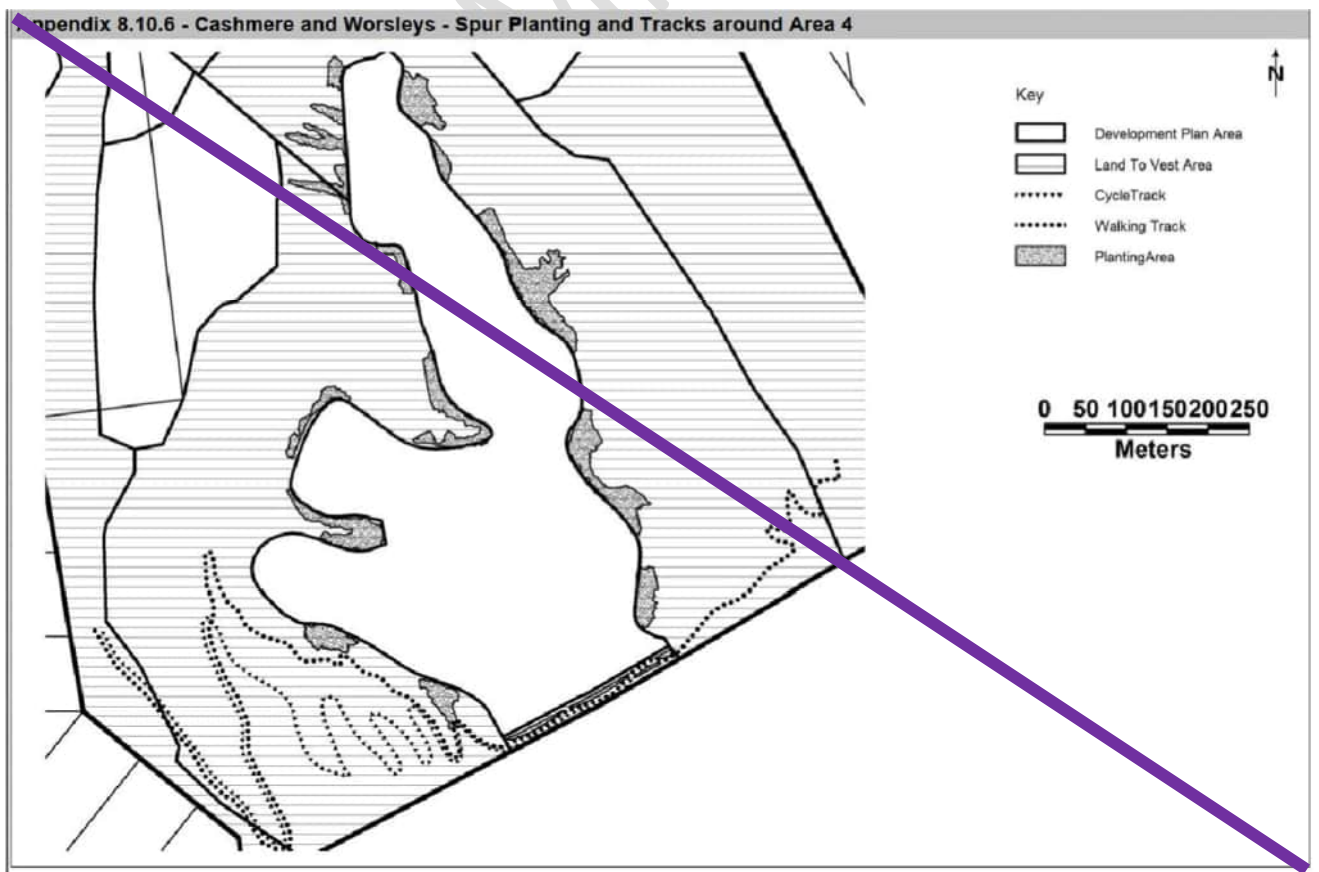 Appendix 8.10.6 - Cashmere and Worsleys - Spur Planting and Tracks around Area 4
N
Key
Development Plan Area
Land To Vest Area
CycleTrack
Walking Track
PlantingArea
0 50 100150200250
Meters